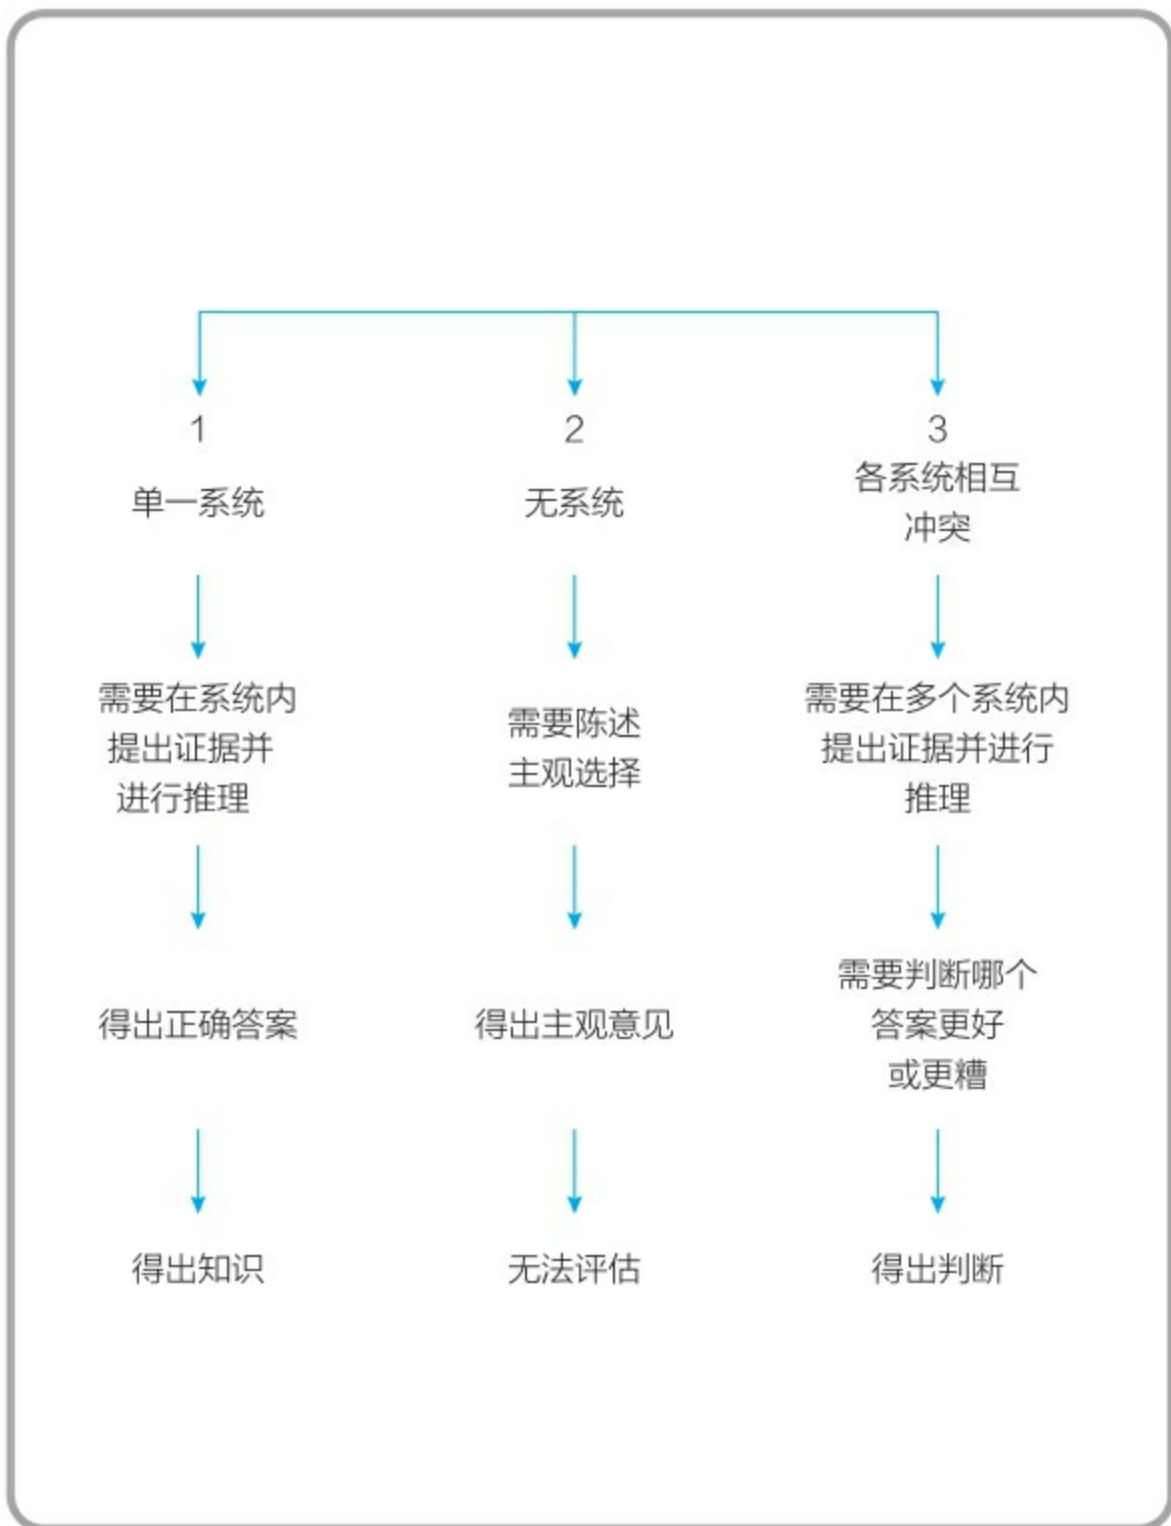 1
单一系统
需要在系统内
提出证据并
进行推理
得出正确答案
得出知识
2
无系统
需要陈述
主观选择
得出主观意见
无法评估
3
各系统相互
冲突
需要在多个系统内
提出证据并进行
推理
需要判断哪个
答案更好
或更糟
得出判断